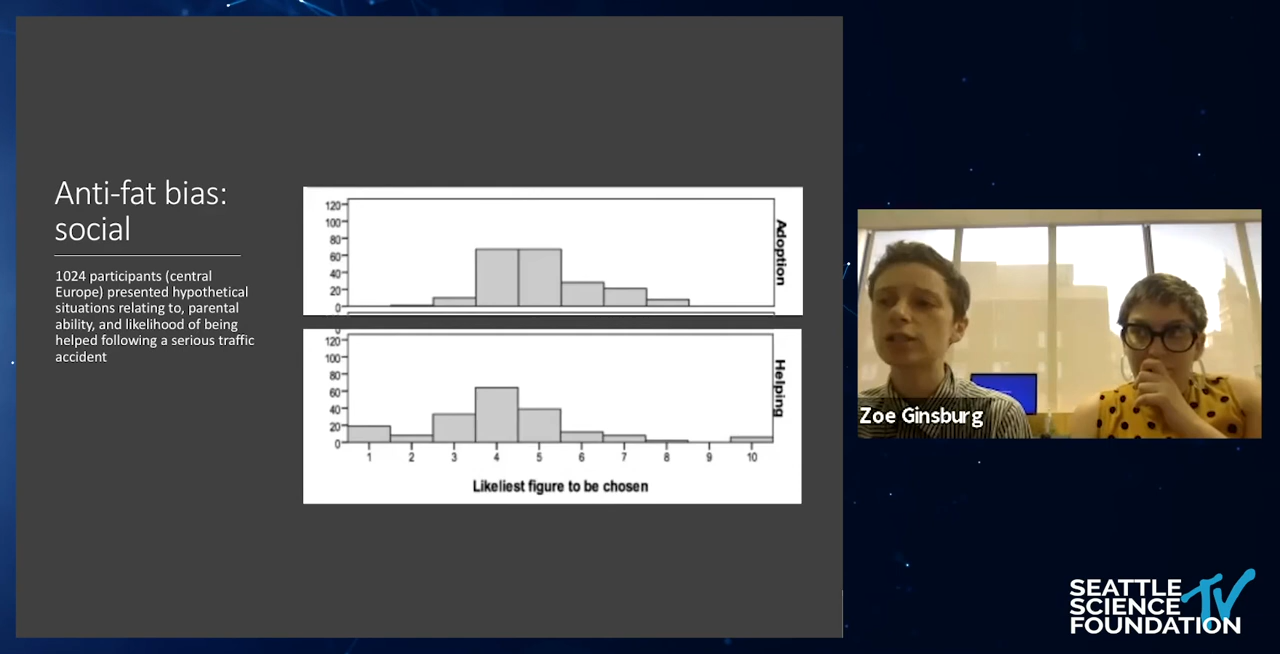 Anti-fat bias:
social
1024 participants (central
Europe) presented hypothetical
situations relating to, parental
ability, and likelihood of being
helped following a serious traffic
accident
120
100
80
60
40
20
0
Adoption
0
120
100
80
60
40
20
0
Helping
1 2 3 4 5 6 7 8 9 10
Likeliest figure to be chosen
Zoe Ginsburg
SEATTLE
SCIENCE TV
FOUNDATION